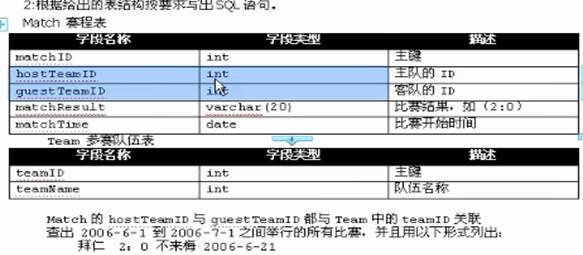 2:根据给出的表结构按要求写出SQL语句。
Match 赛程表
字段名称 字段类型 描述
matchID int 主键
hostTeamID int 主队的 ID
guestTeamID int 客队的 ID
matchResult varchar(20) 比赛结果，如（2:0）
matchTime date 比赛开始时间
Team 参赛队伍表
字段名称 字段类型 描述
teamID int 主键
teamName int 队伍名称
Match 的 hostTeamID 与 guestTeamID 都与 Team 中的 teamID 关联
查出 2006-6-1 到 2006-7-1 之间举行的所有比赛，并且用以下形式列出：
拜仁 2：0 不来梅 2006-6-21